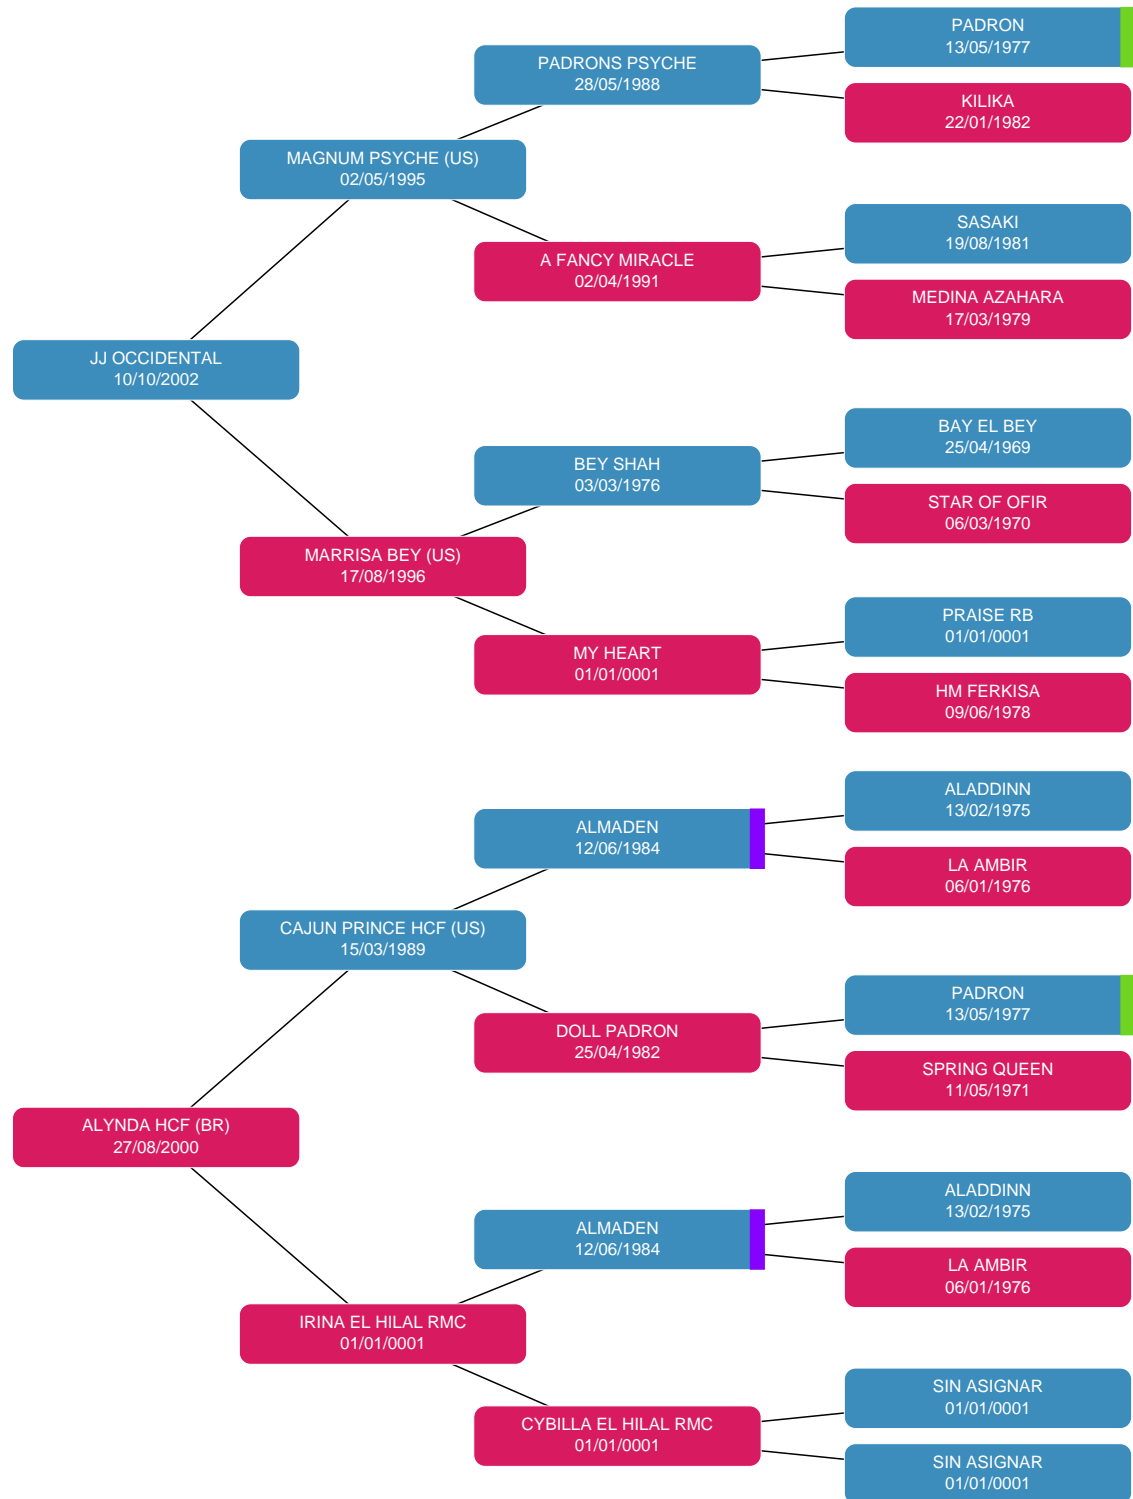 PADRON
13/05/1977
PADRONS PSYCHE
28/05/1988
KILIKA
22/01/1982
MAGNUM PSYCHE (US)
02/05/1995
SASAKI
19/08/1981
A FANCY MIRACLE
02/04/1991
MEDINA AZAHARA
17/03/1979
JJ OCCIDENTAL
10/10/2002
BAY EL BEY
25/04/1969
BEY SHAH
03/03/1976
STAR OF OFIR
06/03/1970
MARRISA BEY (US)
17/08/1996
PRAISE RB
01/01/0001
MY HEART
01/01/0001
HM FERKISA
09/06/1978
ALADDINN
13/02/1975
ALMADEN
12/06/1984
LA AMBIR
06/01/1976
CAJUN PRINCE HCF (US)
15/03/1989
PADRON
13/05/1977
DOLL PADRON
25/04/1982
SPRING QUEEN
11/05/1971
ALYNDA HCF (BR)
27/08/2000
ALADDINN
13/02/1975
ALMADEN
12/06/1984
LA AMBIR
06/01/1976
IRINA EL HILAL RMC
01/01/0001
SIN ASIGNAR
01/01/0001
CYBILLA EL HILAL RMC
01/01/0001
SIN ASIGNAR
01/01/0001